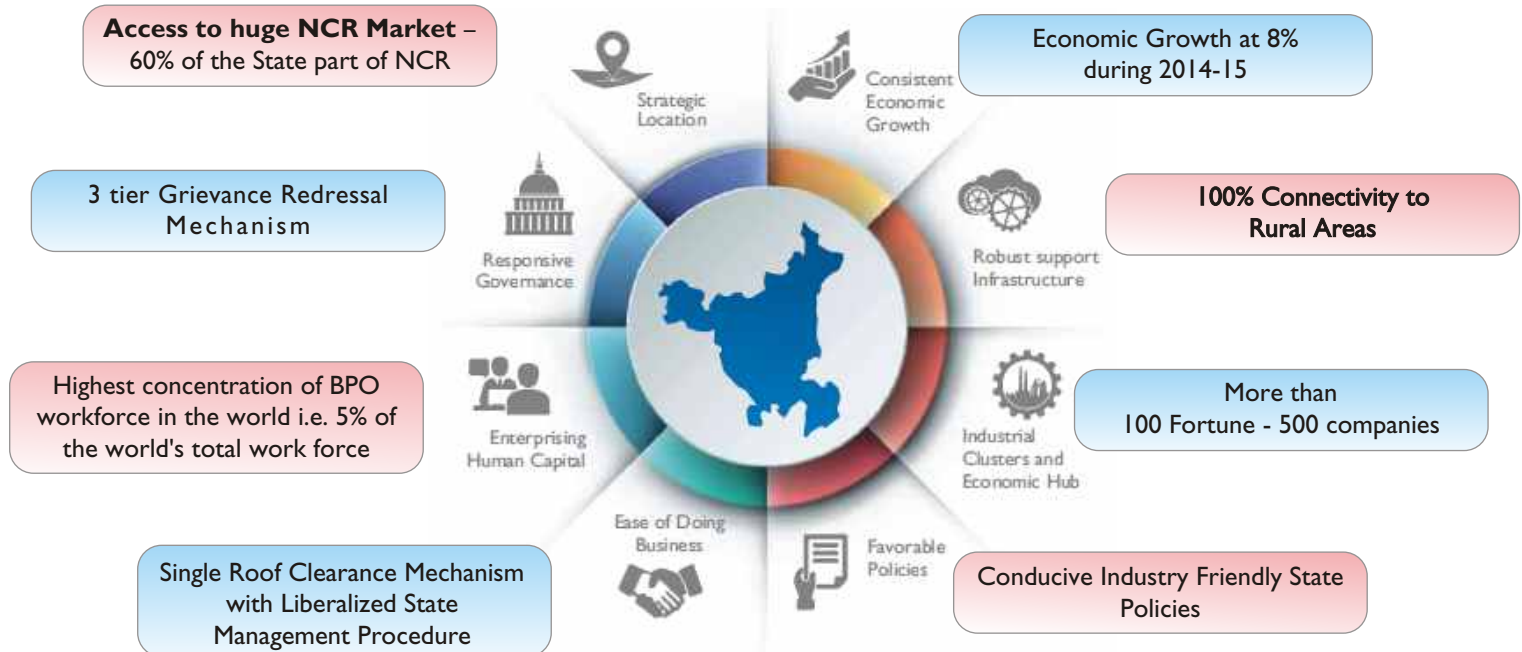 Access to huge NCR Market –
60% of the State part of NCR
Strategic
Location
Consistent
Economic
Growth
Economic Growth at 8%
during 2014-15
3 tier Grievance Redressal
Mechanism
Responsive
Governance
Robust support
Infrastructure
100% Connectivity to
Rural Areas
Highest concentration of BPO
workforce in the world i.e. 5% of
the world's total work force
Enterprising
Human Capital
Industrial
Clusters and
Economic Hub
More than
100 Fortune - 500 companies
Single Roof Clearance Mechanism
with Liberalized State
Management Procedure
Ease of Doing
Business
Favorable
Policies
Conducive Industry Friendly State
Policies